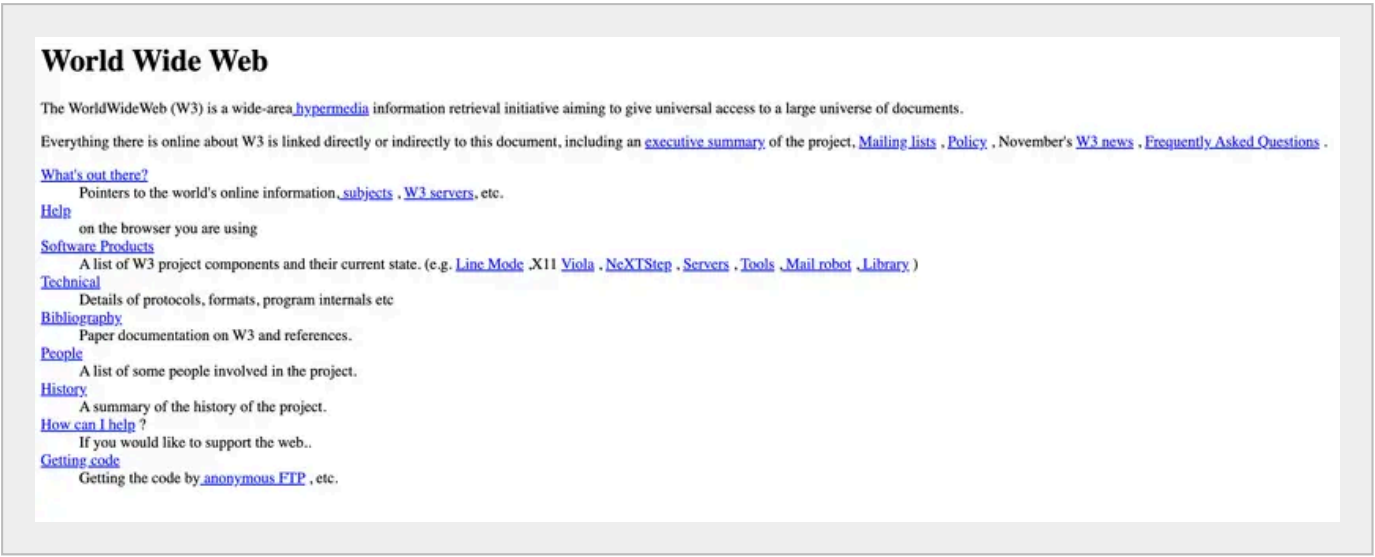 World Wide Web
The WorldWideWeb (W3) is a wide-area hypermedia information retrieval initiative aiming to give universal access to a large universe of documents.
Everything there is online about W3 is linked directly or indirectly to this document, including an executive summary of the project, Mailing lists , Policy , November's W3 news , Frequently Asked Questions .
What's out there?
Pointers to the world's online information, subjects , W3 servers, etc.
Help
on the browser you are using
Software Products
A list of W3 project components and their current state. (e.g. Line Mode ,X11 Viola , NeXTStep , Servers , Tools , Mail robot , Library )
Technical
Details of protocols, formats, program internals etc
Bibliography
Paper documentation on W3 and references.
People
A list of some people involved in the project.
History
A summary of the history of the project.
How can I help ?
If you would like to support the web..
Getting code
Getting the code by anonymous FTP , etc.